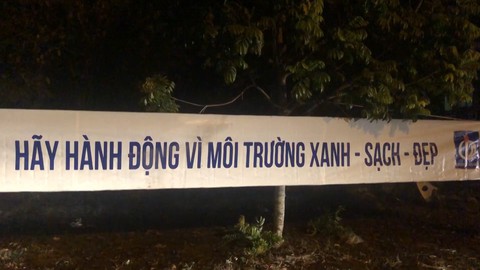 HÃY HÀNH ĐỘNG VÌ MÔI TRƯỜNG XANH - SẠCH - ĐẸP